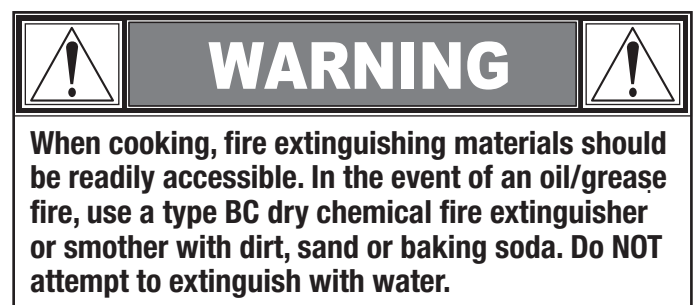 WARNING
When cooking, fire extinguishing materials should
be readily accessible. In the event of an oil/grease
fire, use a type BC dry chemical fire extinguisher
or smother with dirt, sand or baking soda. Do NOT
attempt to extinguish with water.